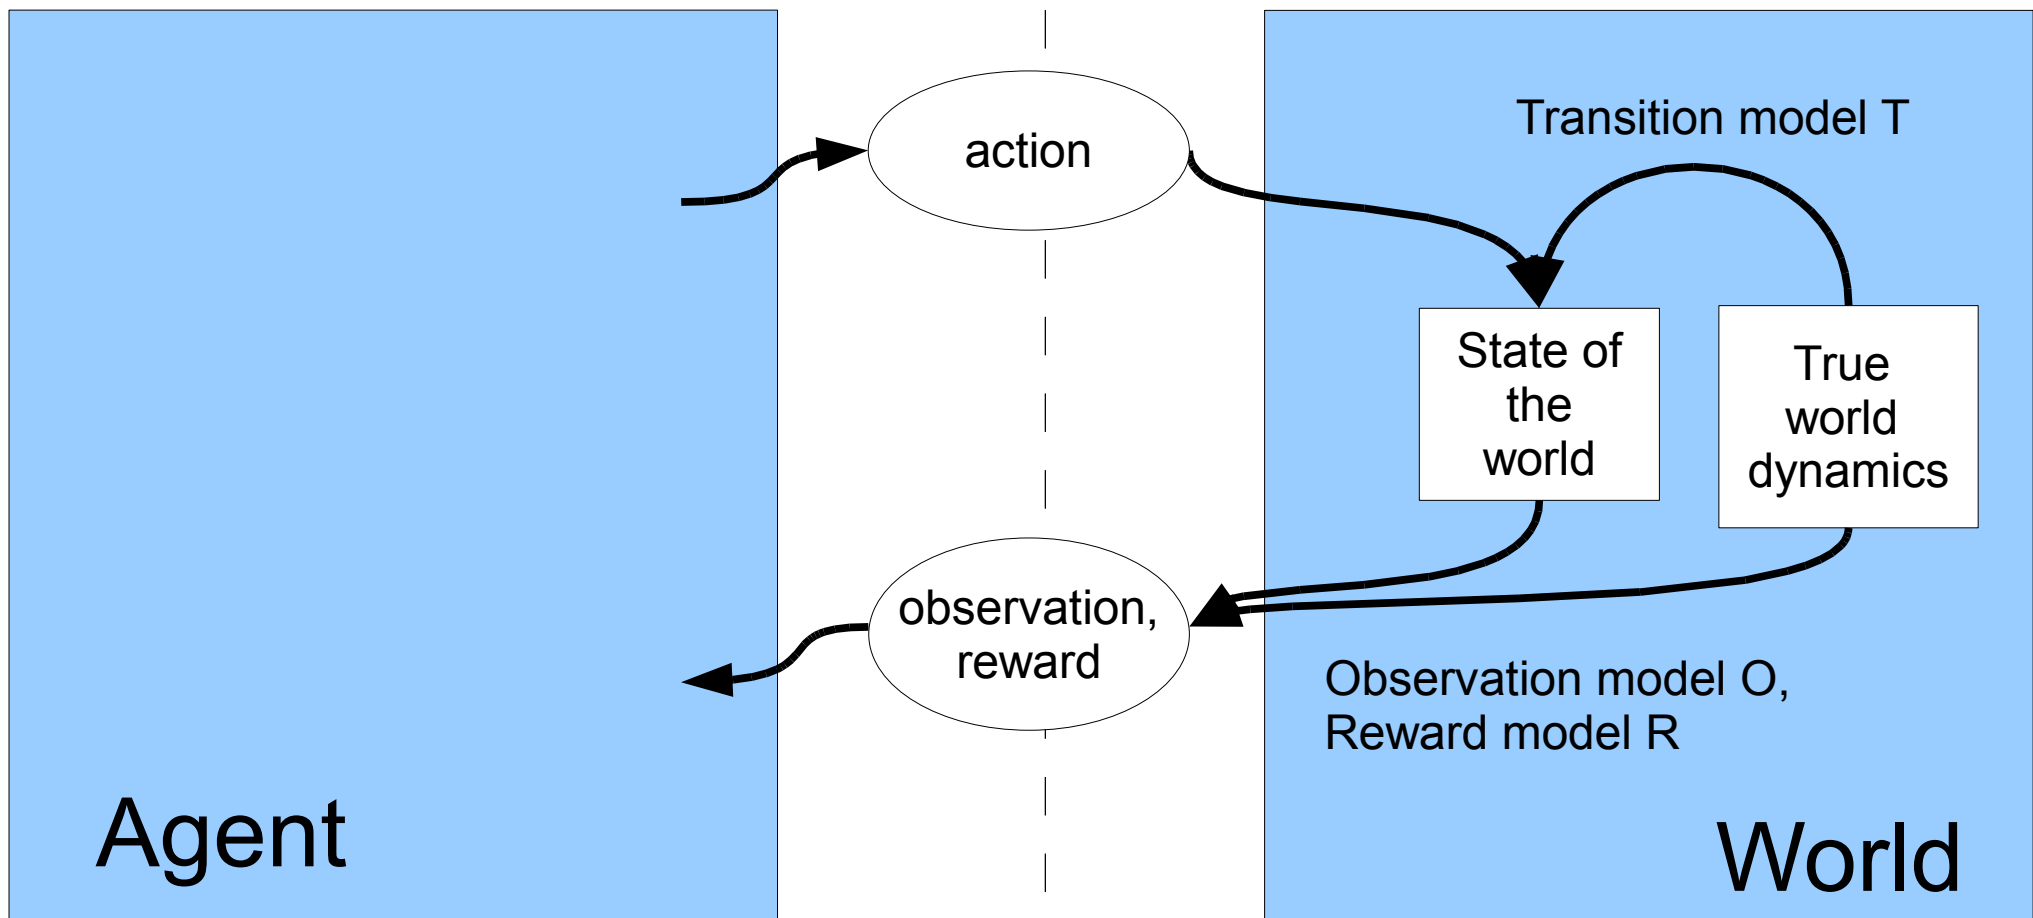 action
Transition model T
State of
the
world
True
world
dynamics
observation,
reward
Observation model O,
Reward model R
Agent
World